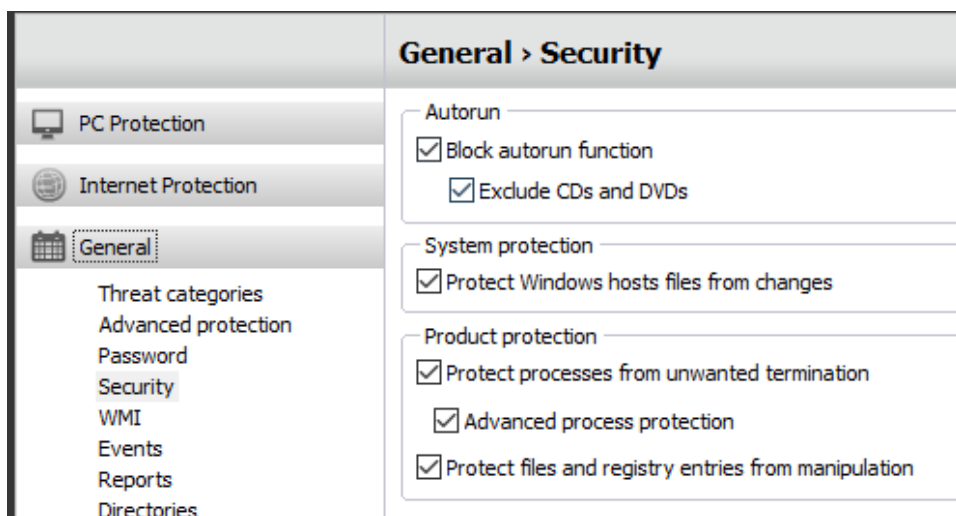 General › Security
PC Protection
Internet Protection
General
Threat categories
Advanced protection
Password
Security
WMI
Events
Reports
Directories
Autorun
Block autorun function
Exclude CDs and DVDs
System protection
Protect Windows hosts files from changes
Product protection
Protect processes from unwanted termination
Advanced process protection
Protect files and registry entries from manipulation